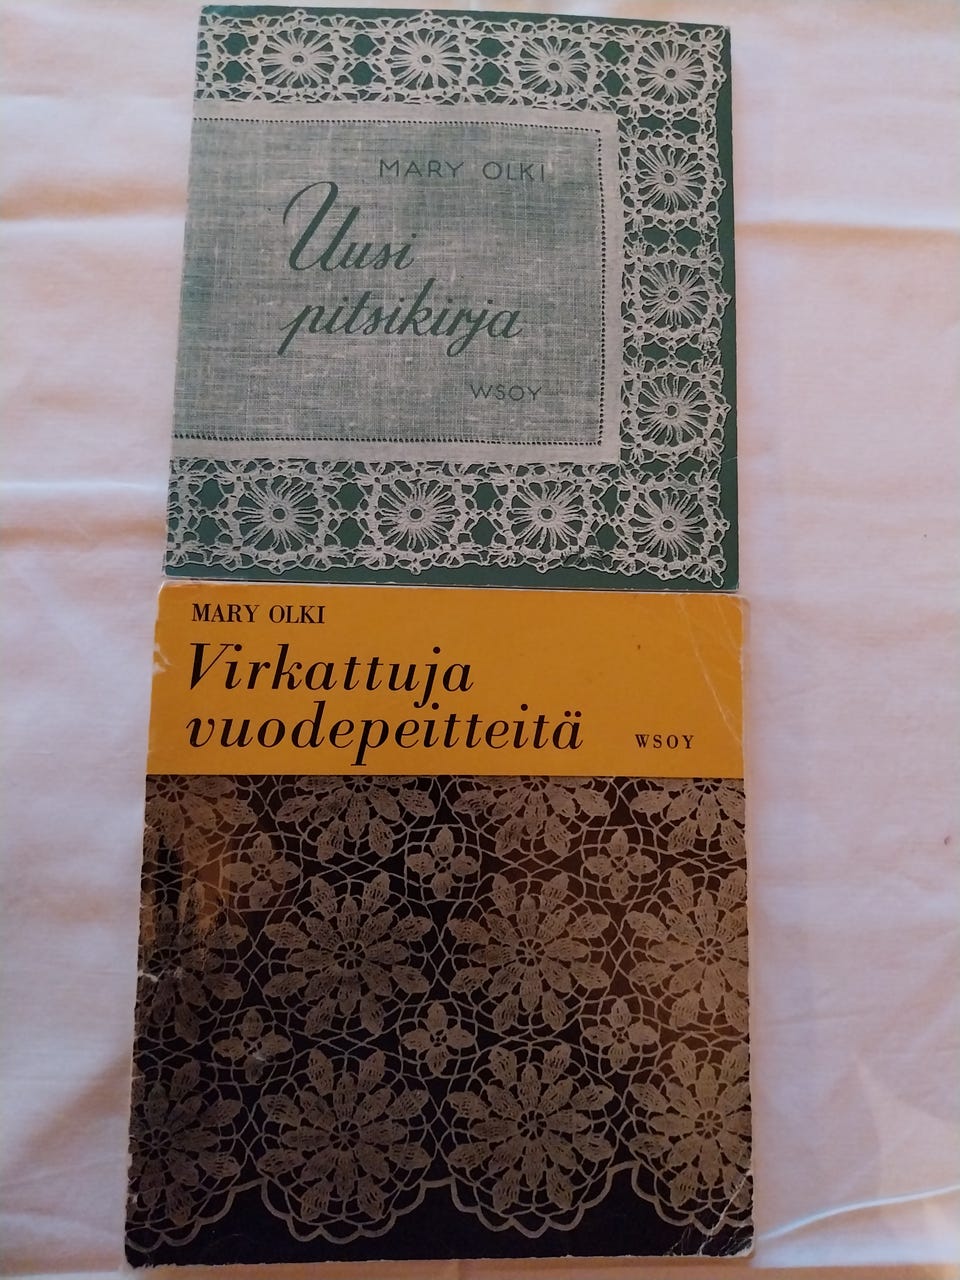 MARY OLKI
Uusi
pitsikirja
WSOY
MARY OLKI
Virkattuja
vuodepeitteitä
WSOY